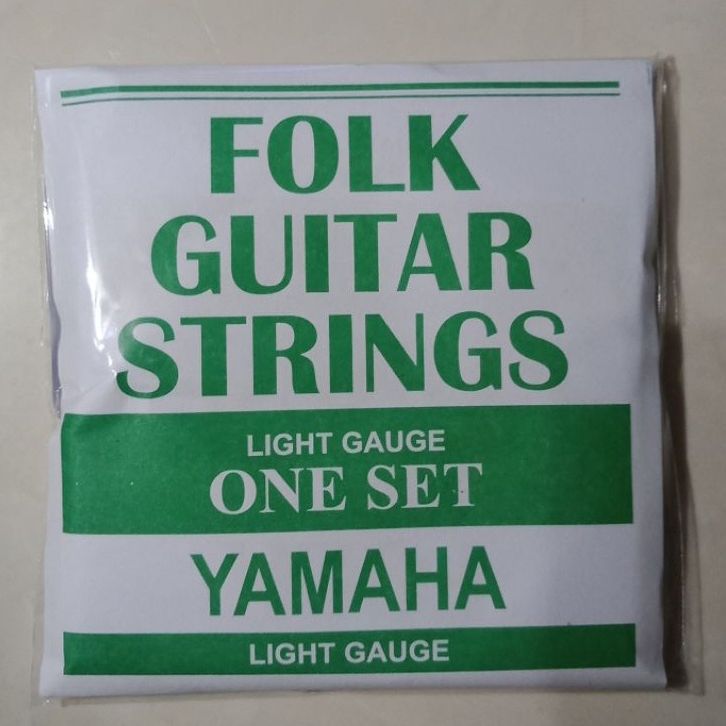 FOLK
GUITAR
STRINGS
LIGHT GAUGE
ONE SET
YAMAHA
LIGHT GAUGE